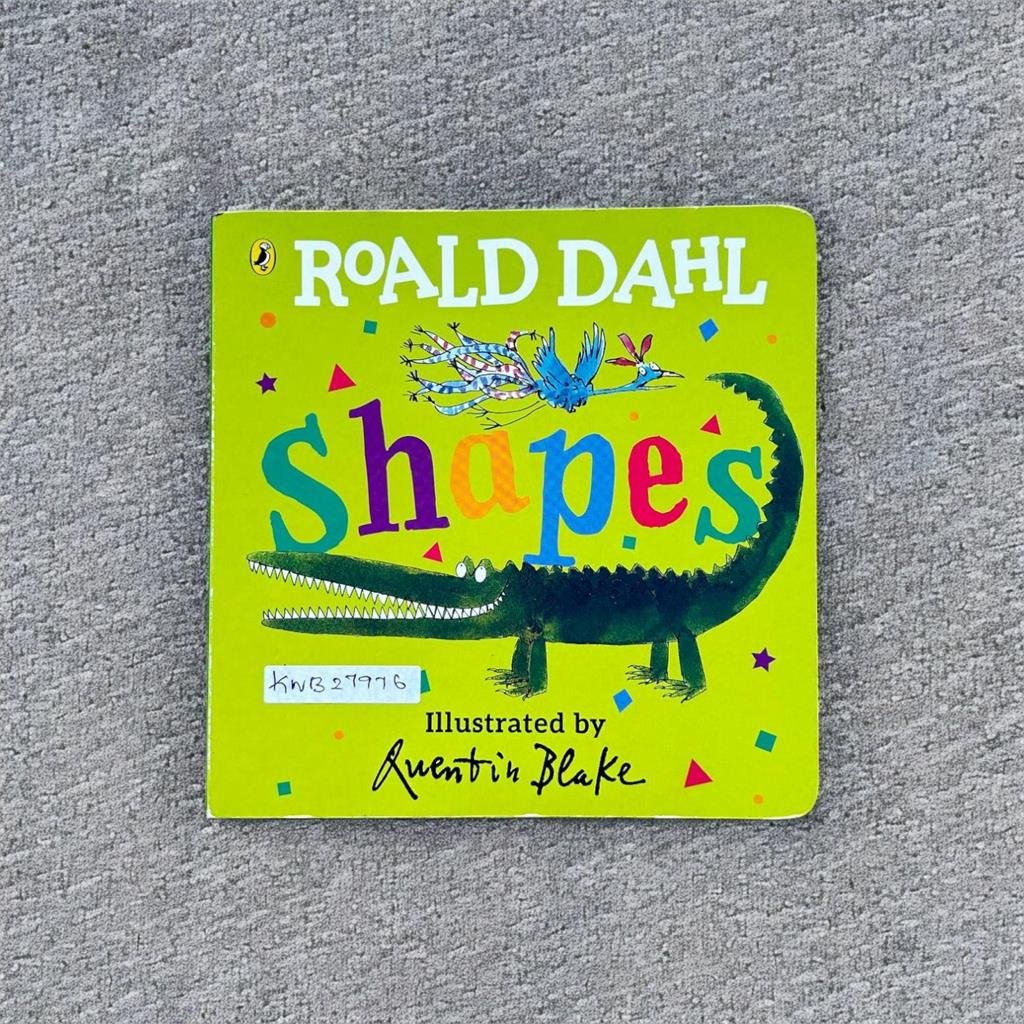 ROALD DAHL
Shapes
KWB27976
Illustrated by
Quentin Blake